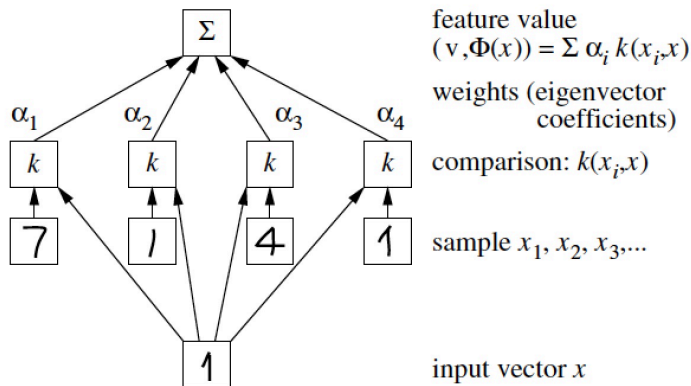 Σ
feature value
(v,Φ(x)) = Σ α_i k(x_i,x)
α_1 α_2 α_3 α_4
weights (eigenvector
coefficients)
k k k k
comparison: k(x_i,x)
7 1 4 1
sample x_1, x_2, x_3,...
1
input vector x